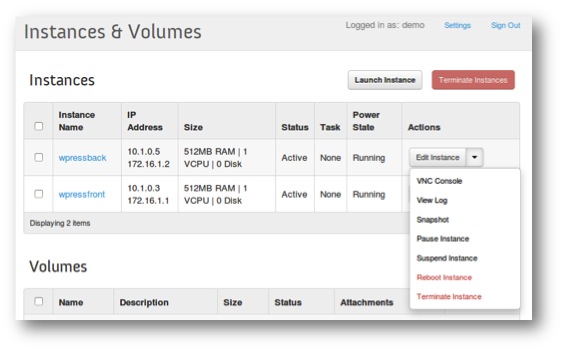 Instances & Volumes
Logged in as: demo Settings Sign Out
Instances
Launch Instance Terminate Instances
Instance Name IP Address Size Status Task Power State Actions
wpressback 10.1.0.5 172.16.1.2 512MB RAM | 1 VCPU | 0 Disk Active None Running Edit Instance
wpressfront 10.1.0.3 172.16.1.1 512MB RAM | 1 VCPU | 0 Disk Active None Running
VNC Console
View Log
Snapshot
Pause Instance
Suspend Instance
Reboot Instance
Terminate Instance
Displaying 2 items
Volumes
Name Description Size Status Attachments